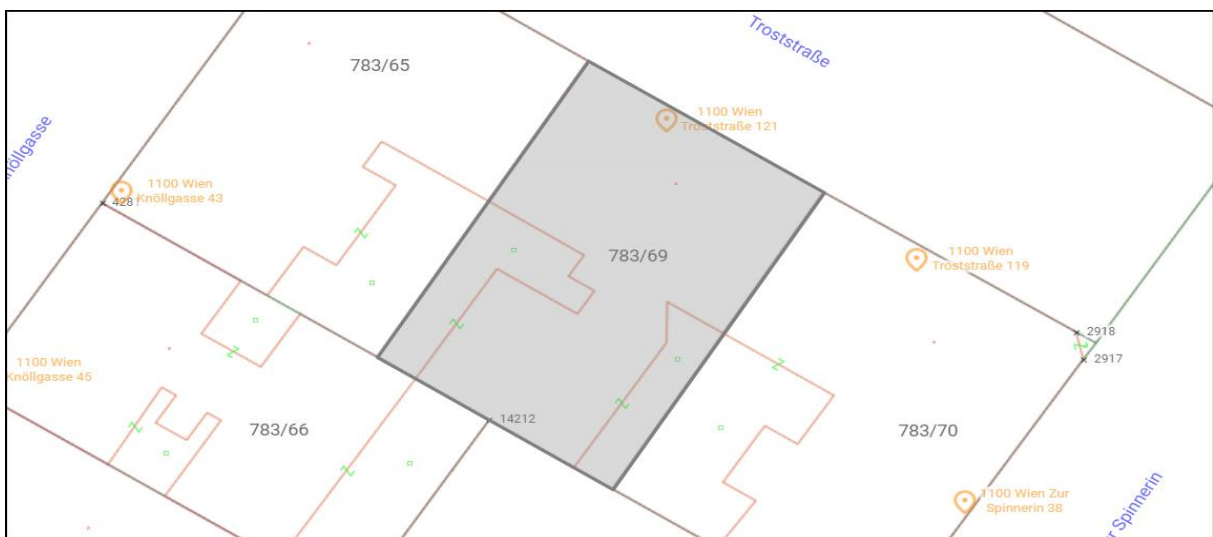 Troststraße
783/65
1100 Wien
Troststraße 121
1100 Wien
Knöllgasse 43
428
783/69
1100 Wien
Troststraße 119
2918
2917
1100 Wien
Knöllgasse 45
14212
783/66
783/70
1100 Wien Zur
Spinnerin 38
Spinnerin